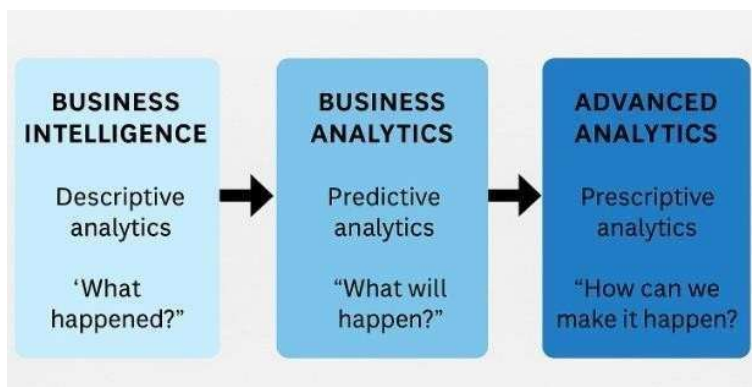 BUSINESS
INTELLIGENCE
Descriptive
analytics
‘What
happened?”
BUSINESS
ANALYTICS
Predictive
analytics
“What will
happen?”
ADVANCED
ANALYTICS
Prescriptive
analytics
“How can we
make it happen?